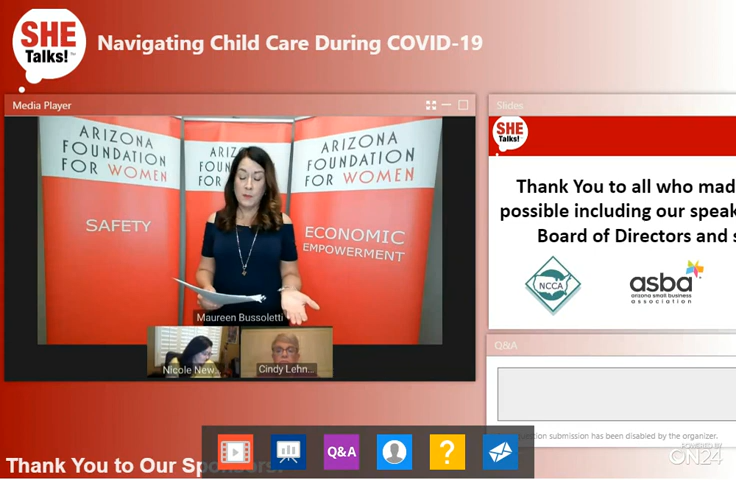 SHE
Talks!
Navigating Child Care During COVID-19
Media Player
ARIZONA
FOUNDATION
FOR WOMEN
SAFETY
ARIZONA
FOUN
FOR W
ARIZONA
FOUNDATION
FOR WOMEN
ECONOMIC
EMPOWERMENT
Maureen Bussoletti
Nicole New...
Cindy Lehn...
Slides
SHE
Talks!
Thank You to all who mad
possible including our speak
Board of Directors and s
NCCA
asba
arizona small business
association
Q&A
submission has been disabled by the organizer.
Thank You to Our Sponsors!
Q&A
?
POWERED BY
ON24